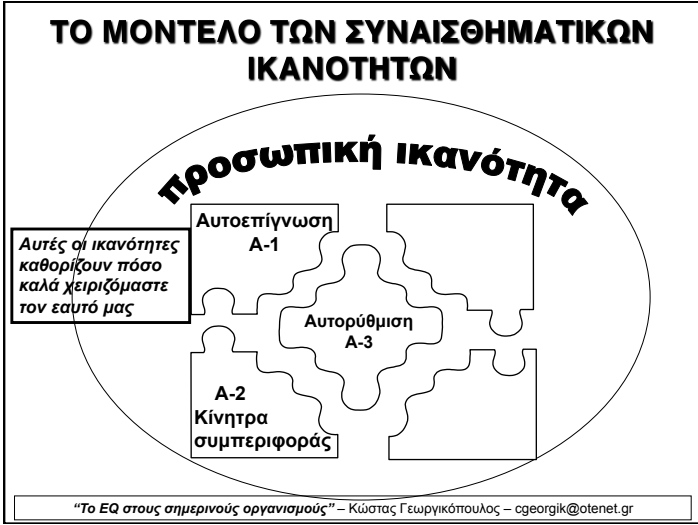 ΤΟ ΜΟΝΤΕΛΟ ΤΩΝ ΣΥΝΑΙΣΘΗΜΑΤΙΚΩΝ
ΙΚΑΝΟΤΗΤΩΝ
προσωπική ικανότητα
Αυτοεπίγνωση
Α-1
Αυτές οι ικανότητες
καθορίζουν πόσο
καλά χειριζόμαστε
τον εαυτό μας
Αυτορύθμιση
Α-3
Α-2
Κίνητρα
συμπεριφοράς
“Το EQ στους σημερινούς οργανισμούς” – Κώστας Γεωργικόπουλος – cgeorgik@otenet.gr